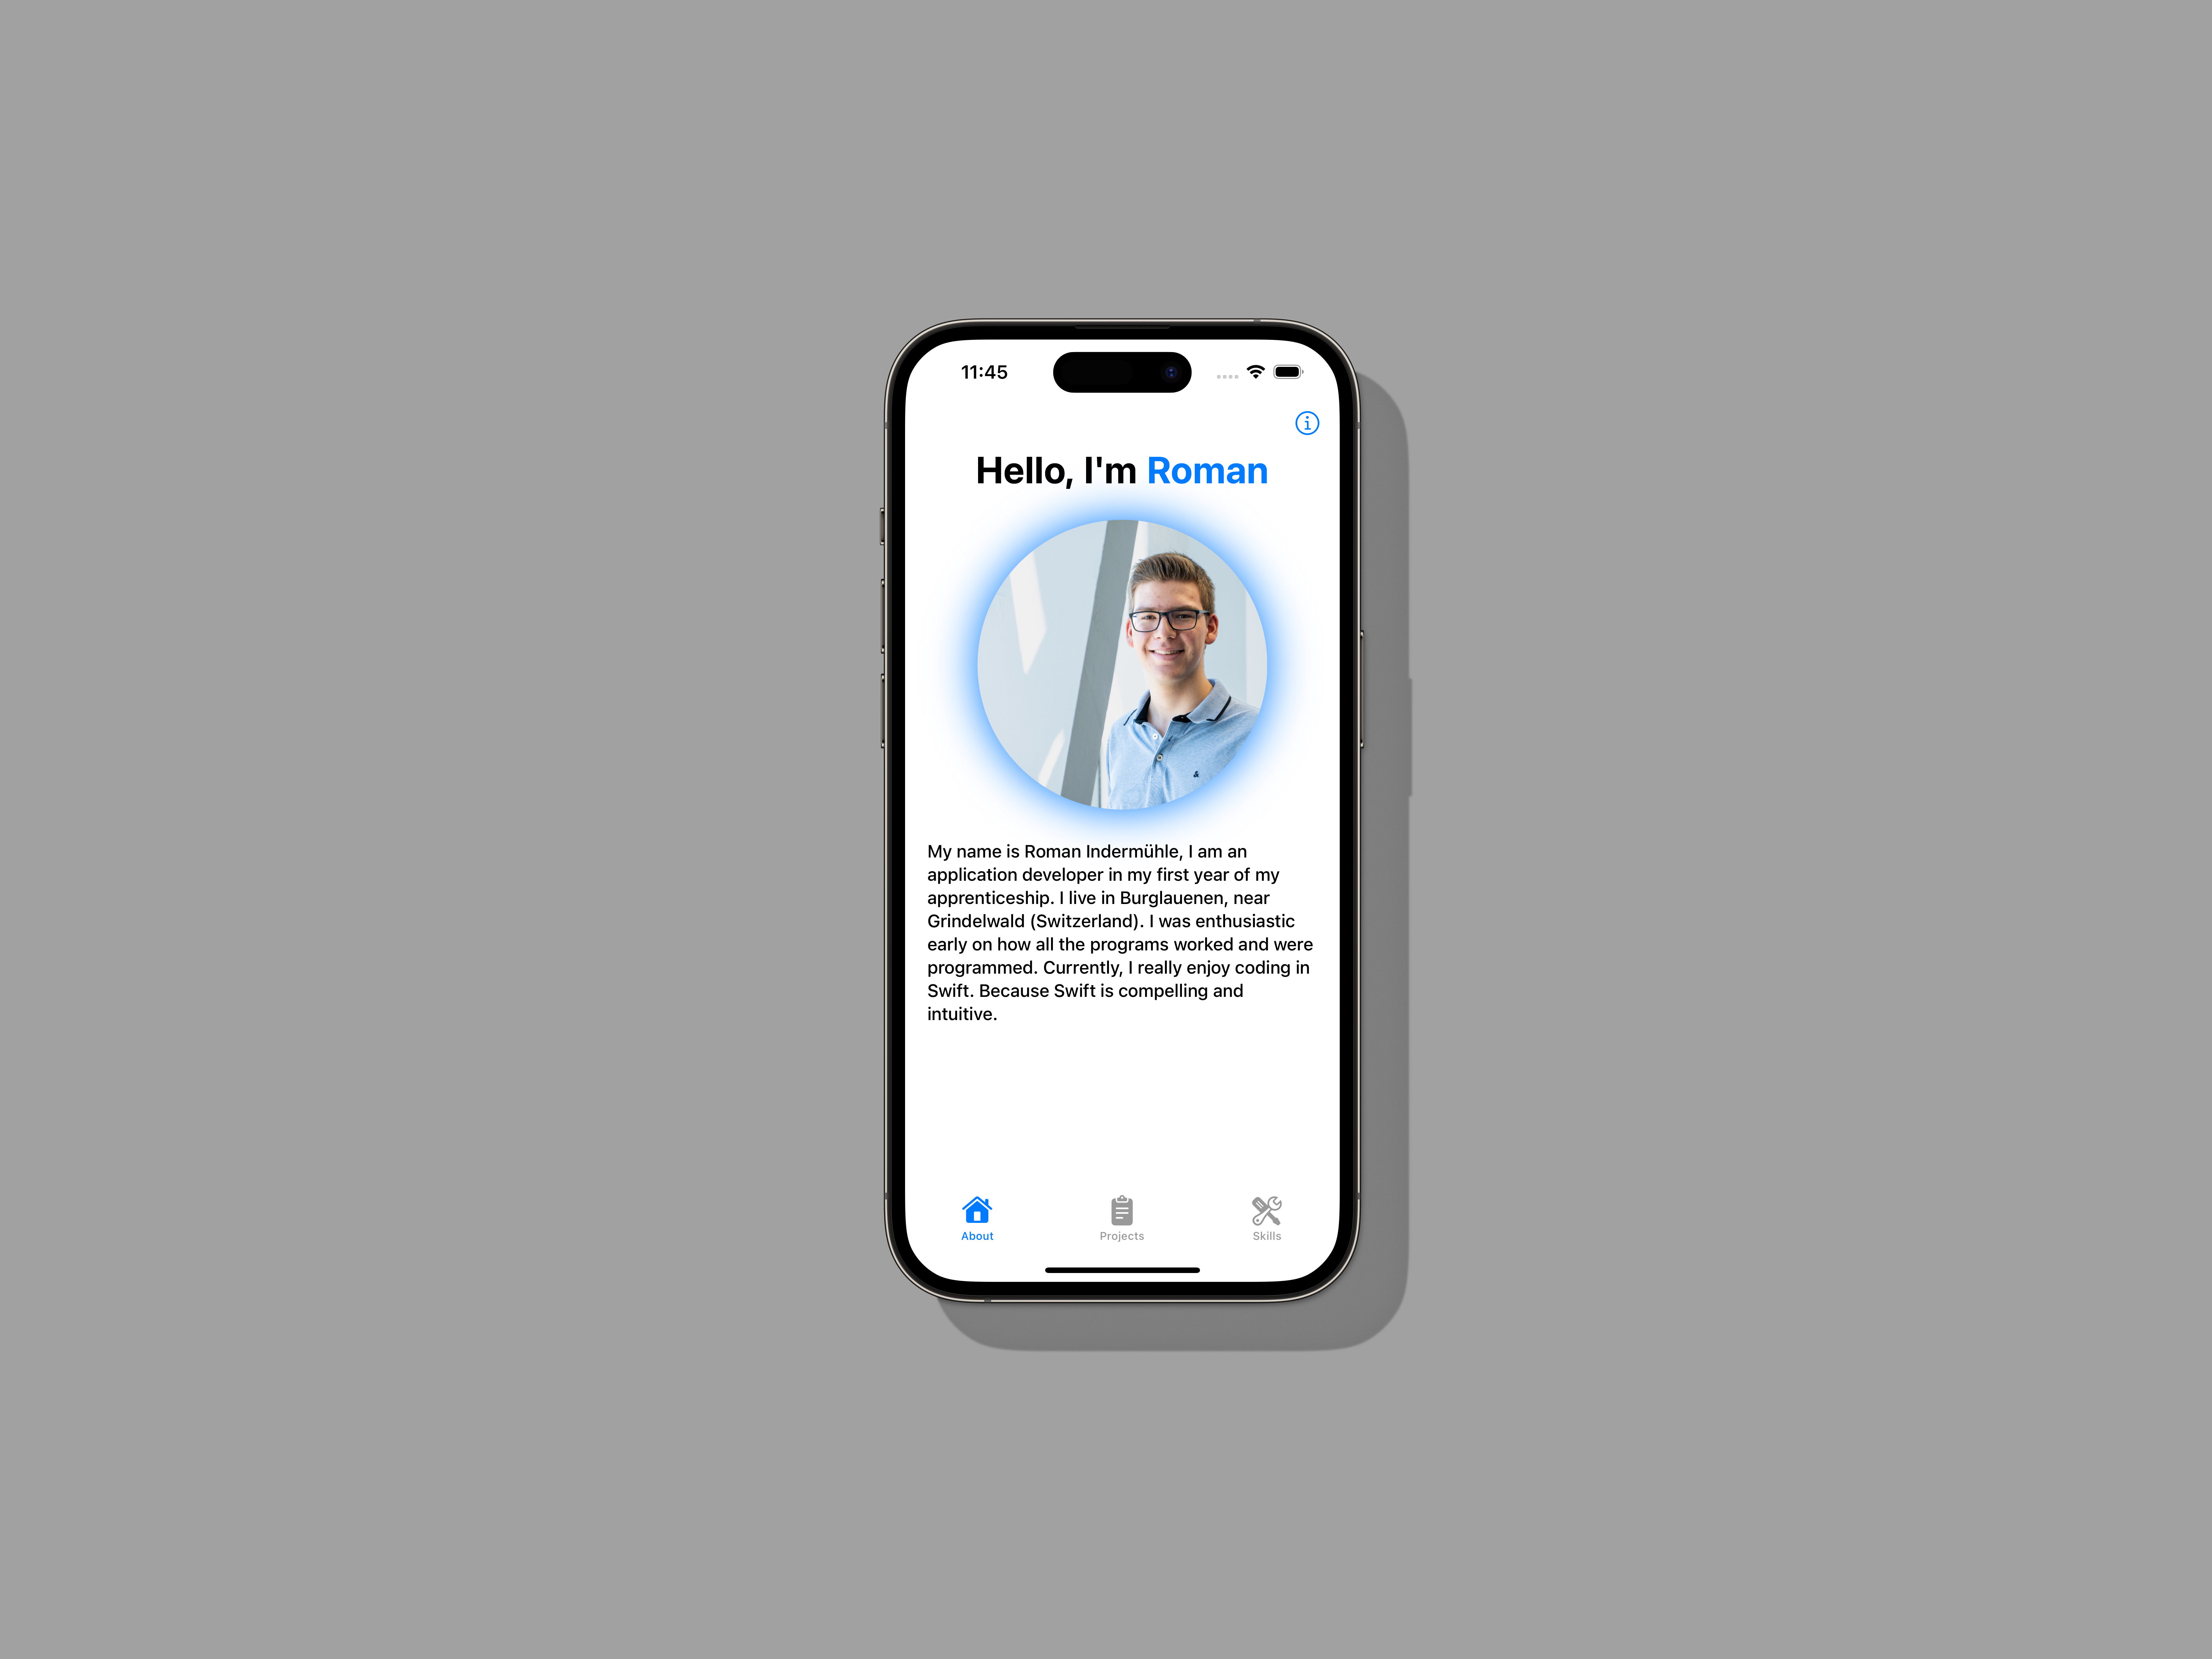 11:45
Hello, I'm Roman
&
My name is Roman Indermühle, I am an
application developer in my first year of my
apprenticeship. I live in Burglauenen, near
Grindelwald (Switzerland). I was enthusiastic
early on how all the programs worked and were
programmed. Currently, I really enjoy coding in
Swift. Because Swift is compelling and
intuitive.
About Projects Skills